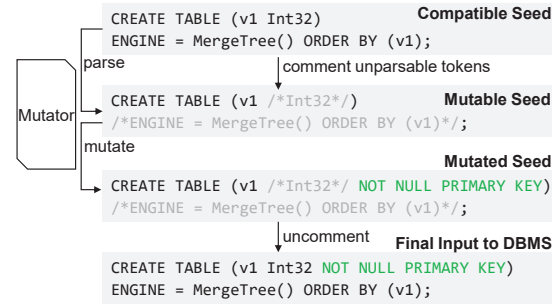 CREATE TABLE (v1 Int32) Compatible Seed
ENGINE = MergeTree() ORDER BY (v1);
parse
comment unparsable tokens
Mutator
CREATE TABLE (v1 /*Int32*/) Mutable Seed
/*ENGINE = MergeTree() ORDER BY (v1)*/;
mutate
Mutated Seed
CREATE TABLE (v1 /*Int32*/ NOT NULL PRIMARY KEY)
/*ENGINE = MergeTree() ORDER BY (v1)*/;
uncomment
Final Input to DBMS
CREATE TABLE (v1 Int32 NOT NULL PRIMARY KEY)
ENGINE = MergeTree() ORDER BY (v1);